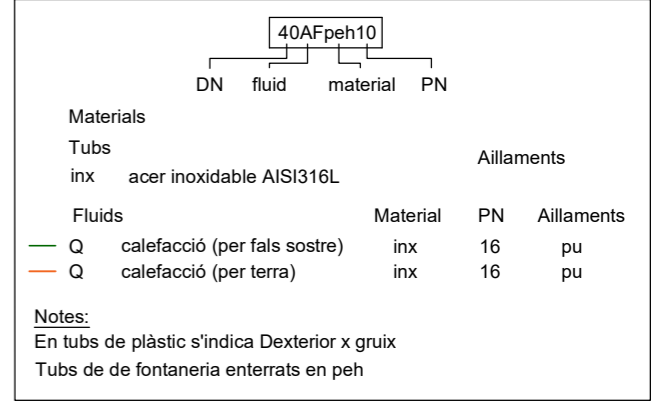 40AFpeh10
DN fluid material PN
Materials
Tubs
Aillaments
inx acer inoxidable AISI316L
Fluids Material PN Aillaments
Q calefacció (per fals sostre) inx 16 pu
Q calefacció (per terra) inx 16 pu
Notes:
En tubs de plàstic s'indica Dexterior x gruix
Tubs de de fontaneria enterrats en peh